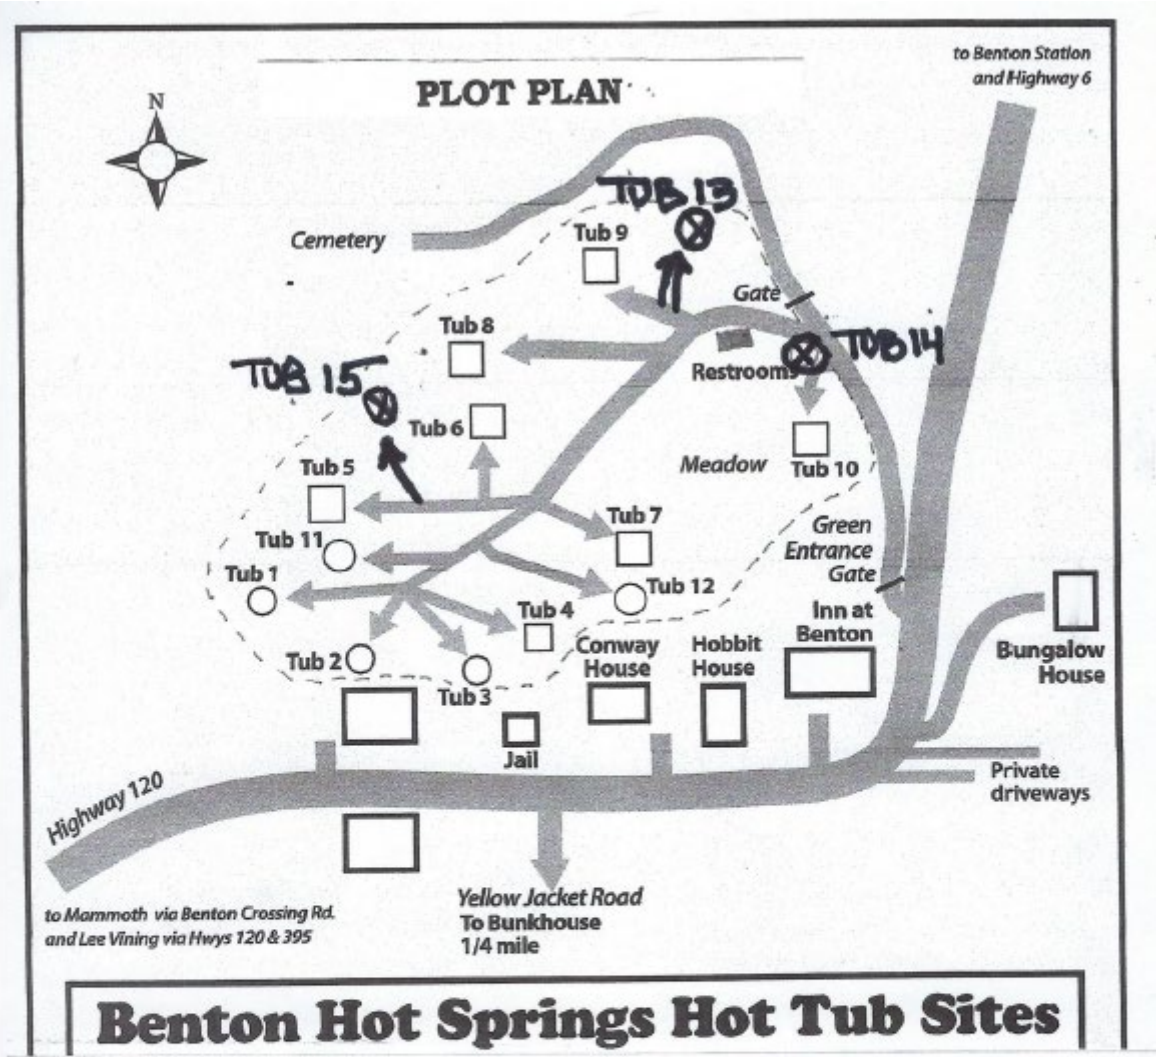 to Benton Station
and Highway 6
PLOT PLAN
N
TUB 13
Cemetery
Tub 9
Gate
Tub 8
TUB 14
Restrooms
TUB 15
Tub 6
Meadow
Tub 10
Tub 5
Tub 7
Green
Entrance
Gate
Tub 11
Tub 1
Tub 12
Tub 4
Inn at
Benton
Conway
House
Hobbit
House
Bungalow
House
Tub 2
Tub 3
Jail
Private
driveways
Highway 120
Yellow Jacket Road
To Bunkhouse
1/4 mile
to Mammoth via Benton Crossing Rd.
and Lee Vining via Hwys 120 & 395
Benton Hot Springs Hot Tub Sites